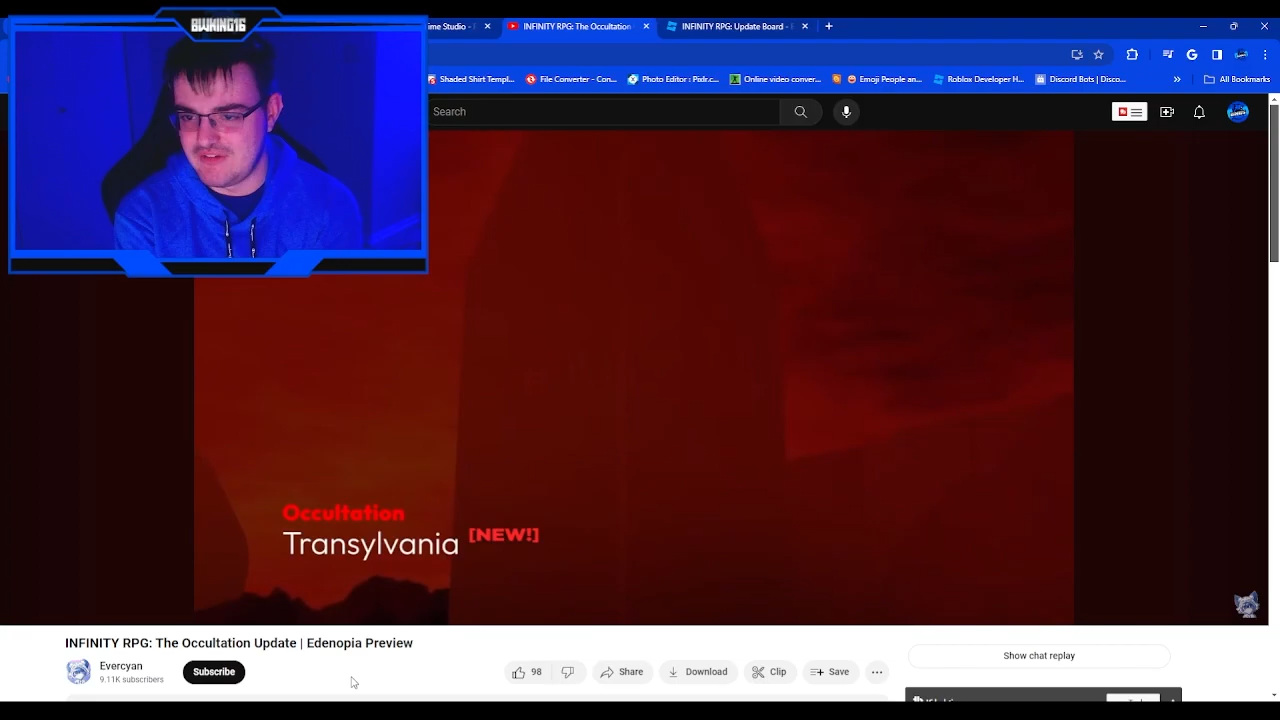 BWKING16
ime Studio -
INFINITY RPG: The Occultation
INFINITY RPG: Update Board -
Shaded Shirt Templ...
File Converter - Con...
Photo Editor : Pixlr.c...
Online video conver...
Emoji People an...
Roblox Developer H...
Discord Bots | Disco...
»
All Bookmarks
Search
Occultation
Transylvania [NEW!]
INFINITY RPG: The Occultation Update | Edenopia Preview
Evercyan
9.11K subscribers
Subscribe
98
Share
Download
Clip
Save
Show chat replay